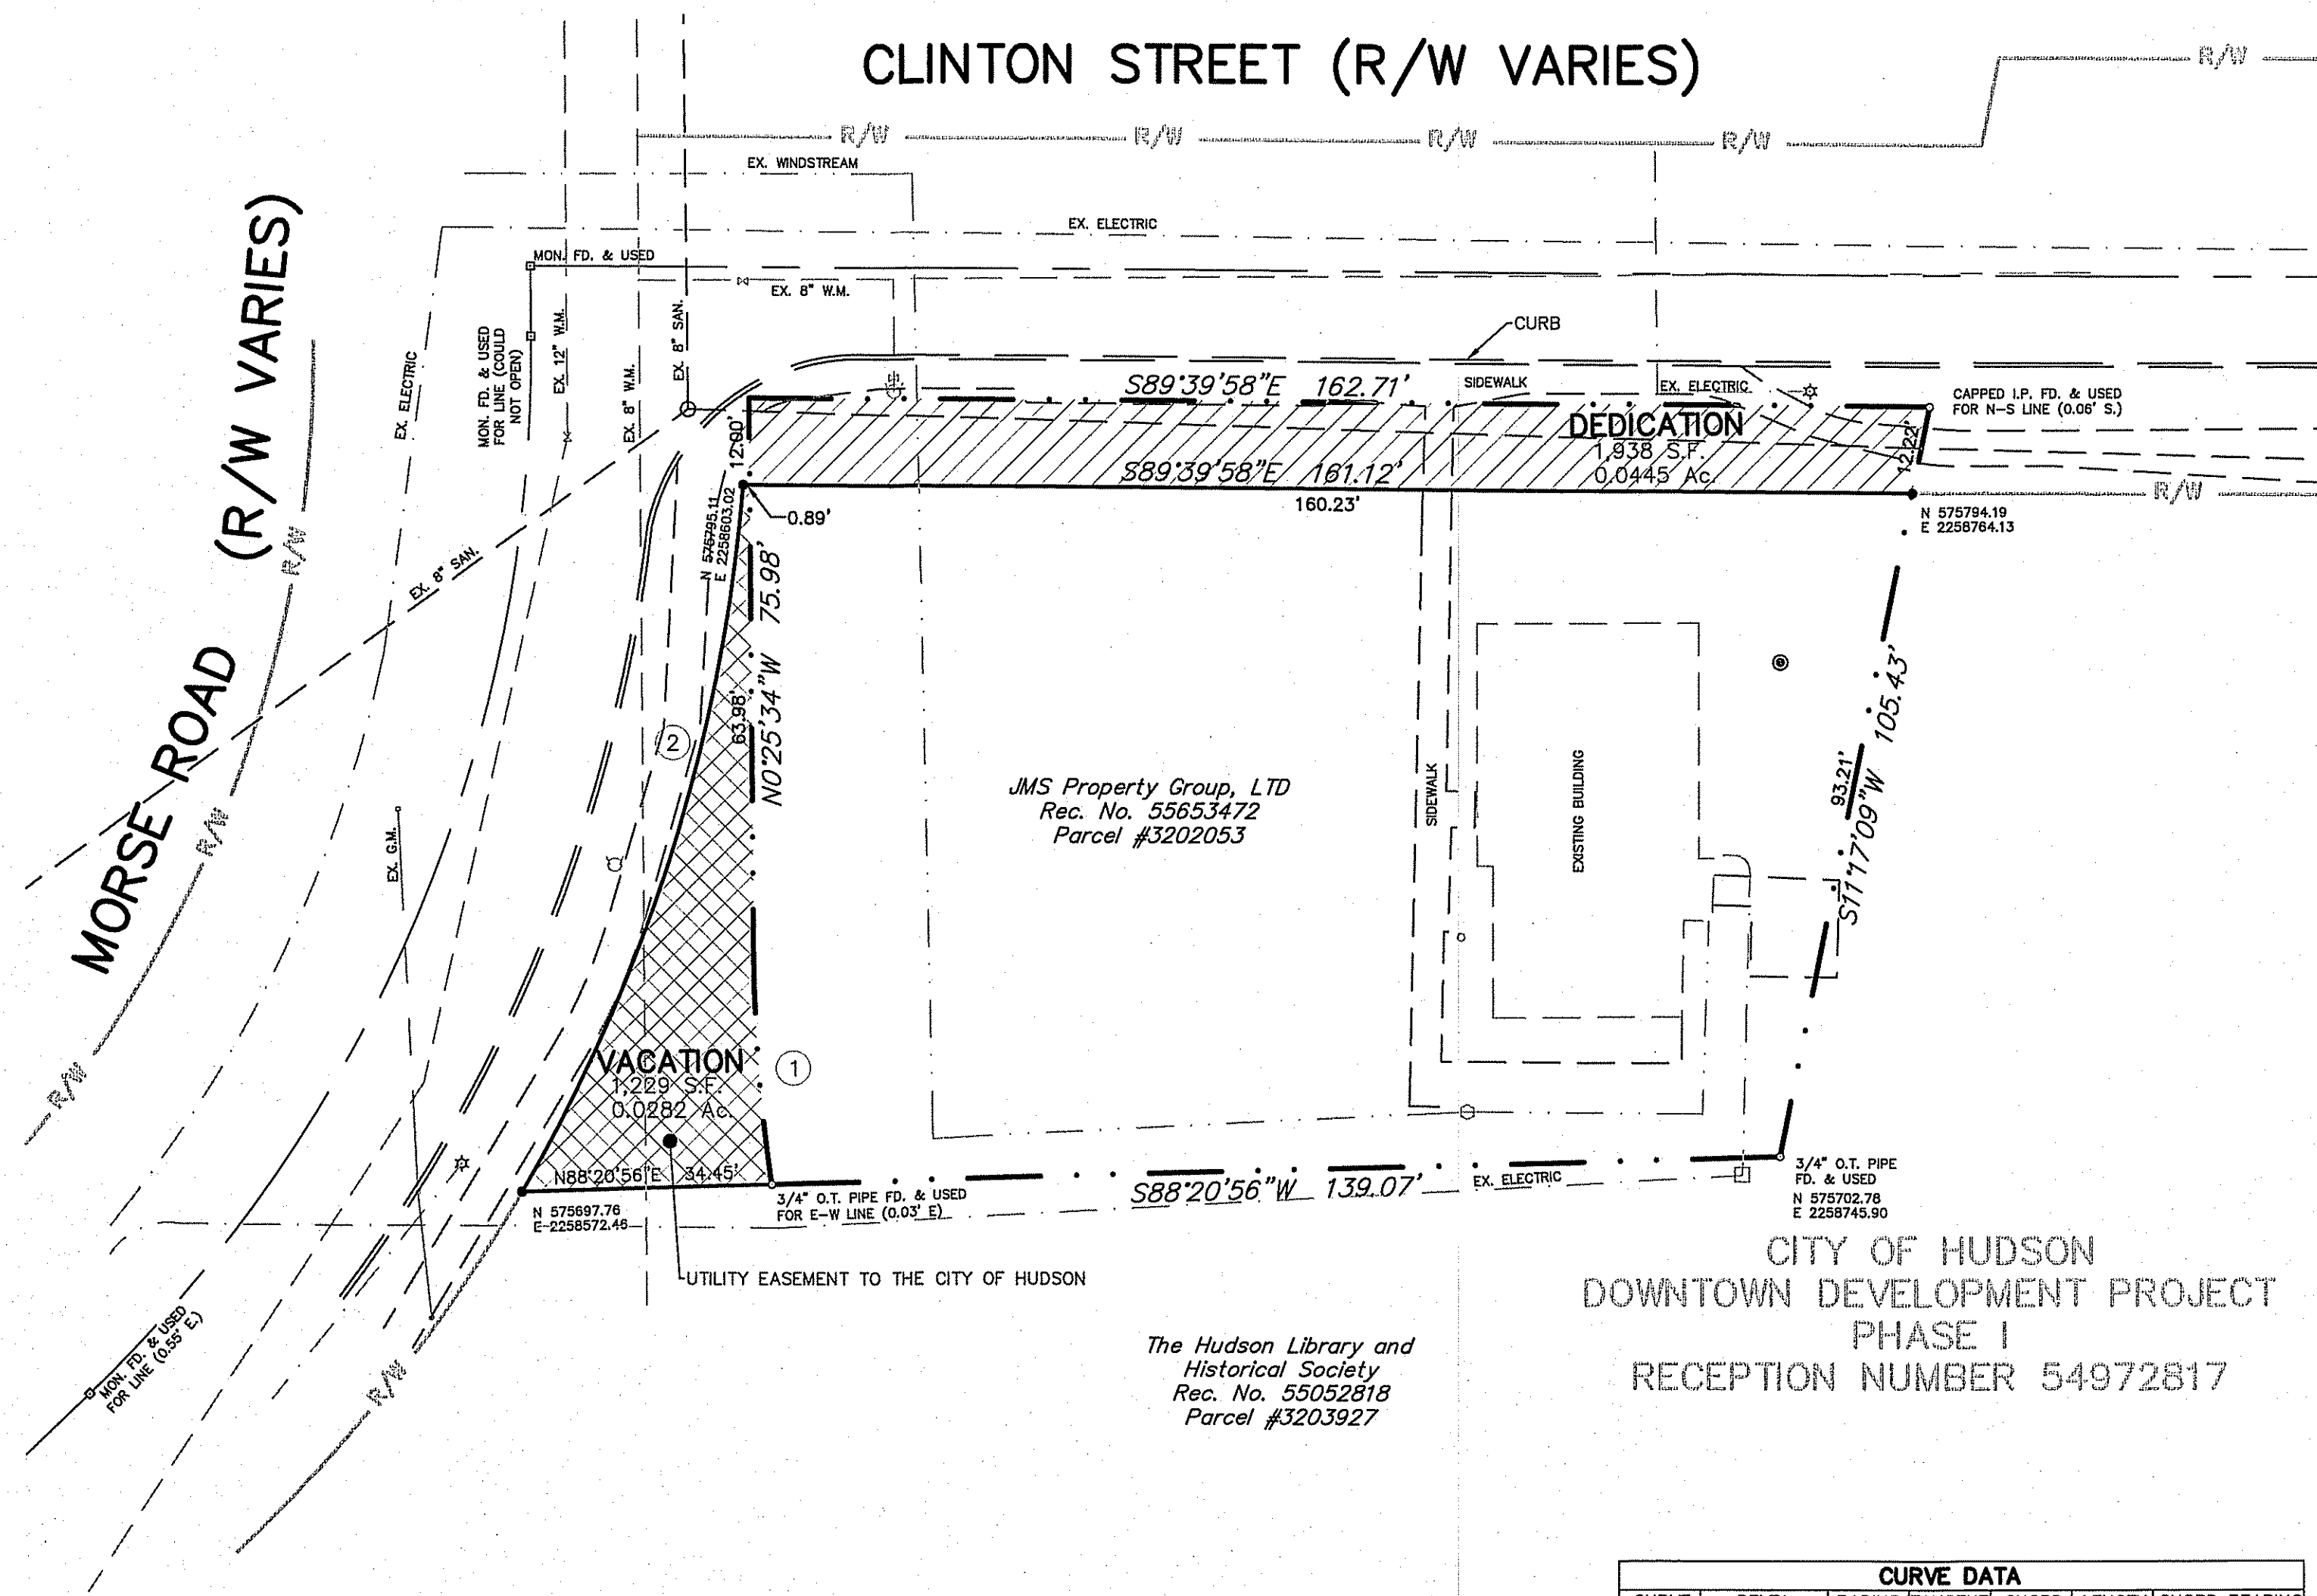 CLINTON STREET (R/W VARIES)
R/W
R/W
R/W
R/W
R/W
EX. WINDSTREAM
EX. ELECTRIC
MON. FD. & USED
EX. 8" W.M.
MORSE ROAD (R/W VARIES)
R/W
R/W
R/W
R/W
EX. ELECTRIC
MON. FD. & USED
FOR LINE (COULD
NOT OPEN)
EX. 12" W.M.
EX. 8" W.M.
EX. 8" SAN.
EX. 8" SAN.
CURB
S89°39'58"E 162.71'
SIDEWALK
EX. ELECTRIC
CAPPED I.P. FD. & USED
FOR N-S LINE (0.06' S.)
12.00'
DEDICATION
1,938 S.F.
0.0445 Ac.
12.22'
S89°39'58"E 161.12'
160.23'
0.89'
R/W
N 575794.19
E 2258764.13
N 575795.11
E 2258603.02
N0°25'34"W 75.98'
63.98'
2
JMS Property Group, LTD
Rec. No. 55653472
Parcel #3202053
SIDEWALK
EXISTING BUILDING
93.21'
S11°17'09"W 105.43'
EX. G.M.
VACATION
1,229 S.F.
0.0282 Ac.
1
N88°20'56"E 34.45'
3/4" O.T. PIPE FD. & USED
FOR E-W LINE (0.03' E)
S88°20'56"W 139.07'
EX. ELECTRIC
3/4" O.T. PIPE
FD. & USED
N 575702.78
E 2258745.90
N 575697.76
E 2258572.46
UTILITY EASEMENT TO THE CITY OF HUDSON
CITY OF HUDSON
DOWNTOWN DEVELOPMENT PROJECT
PHASE I
RECEPTION NUMBER 54972817
MON. FD. & USED
FOR LINE (0.55' E.)
The Hudson Library and
Historical Society
Rec. No. 55052818
Parcel #3203927
CURVE DATA